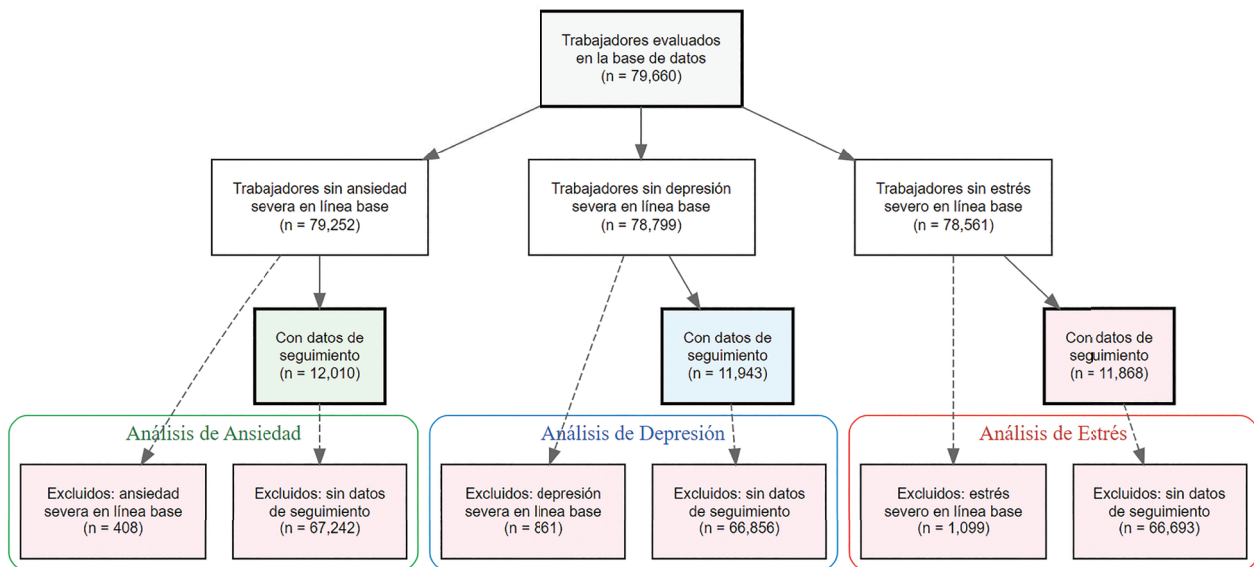 Trabajadores evaluados
en la base de datos
(n = 79,660)
Trabajadores sin ansiedad
severa en línea base
(n = 79,252)
Trabajadores sin depresión
severa en línea base
(n = 78,799)
Trabajadores sin estrés
severo en línea base
(n = 78,561)
Con datos de
seguimiento
(n = 12,010)
Con datos de
seguimiento
(n = 11,943)
Con datos de
seguimiento
(n = 11,868)
Análisis de Ansiedad
Excluidos: ansiedad
severa en línea base
(n = 408)
Excluidos: sin datos
de seguimiento
(n = 67,242)
Análisis de Depresión
Excluidos: depresión
severa en línea base
(n = 861)
Excluidos: sin datos
de seguimiento
(n = 66,856)
Análisis de Estrés
Excluidos: estrés
severo en línea base
(n = 1,099)
Excluidos: sin datos
de seguimiento
(n = 66,693)